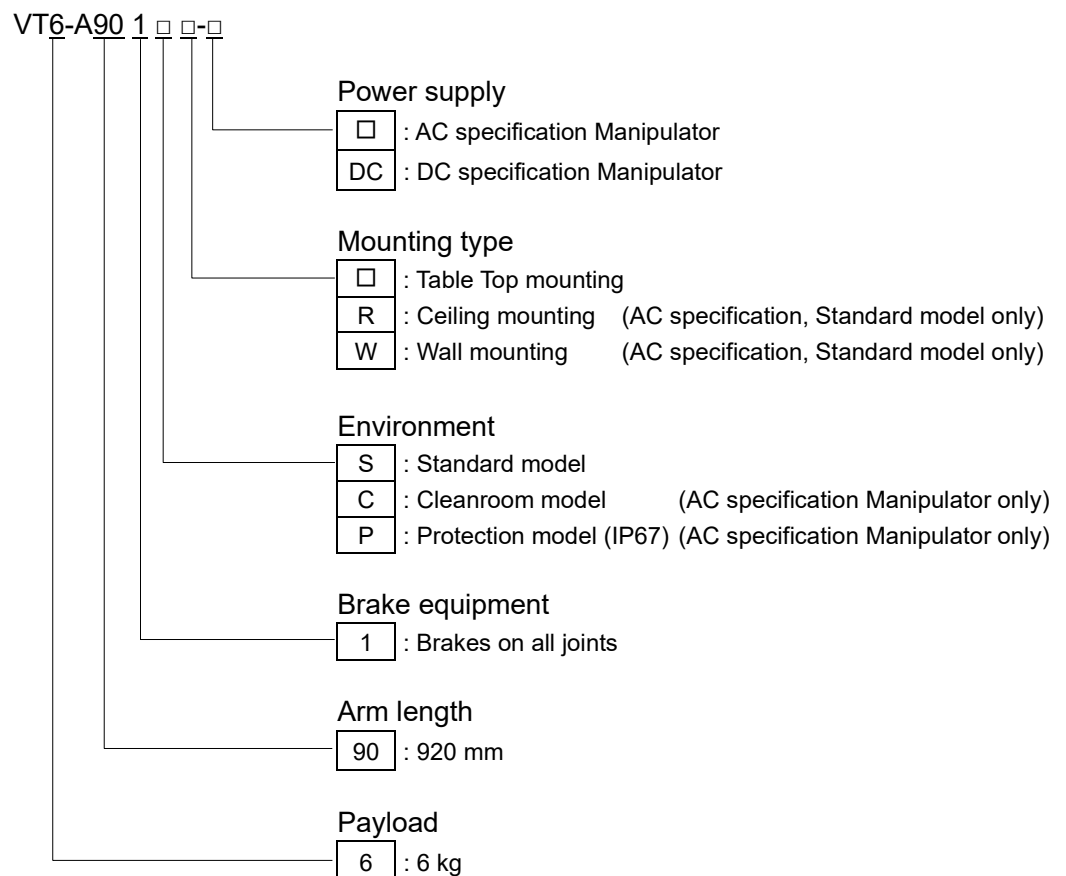 VT6-A90 1 □ □-□
Power supply
□ : AC specification Manipulator
DC : DC specification Manipulator
Mounting type
□ : Table Top mounting
R : Ceiling mounting (AC specification, Standard model only)
W : Wall mounting (AC specification, Standard model only)
Environment
S : Standard model
C : Cleanroom model (AC specification Manipulator only)
P : Protection model (IP67) (AC specification Manipulator only)
Brake equipment
1 : Brakes on all joints
Arm length
90 : 920 mm
Payload
6 : 6 kg